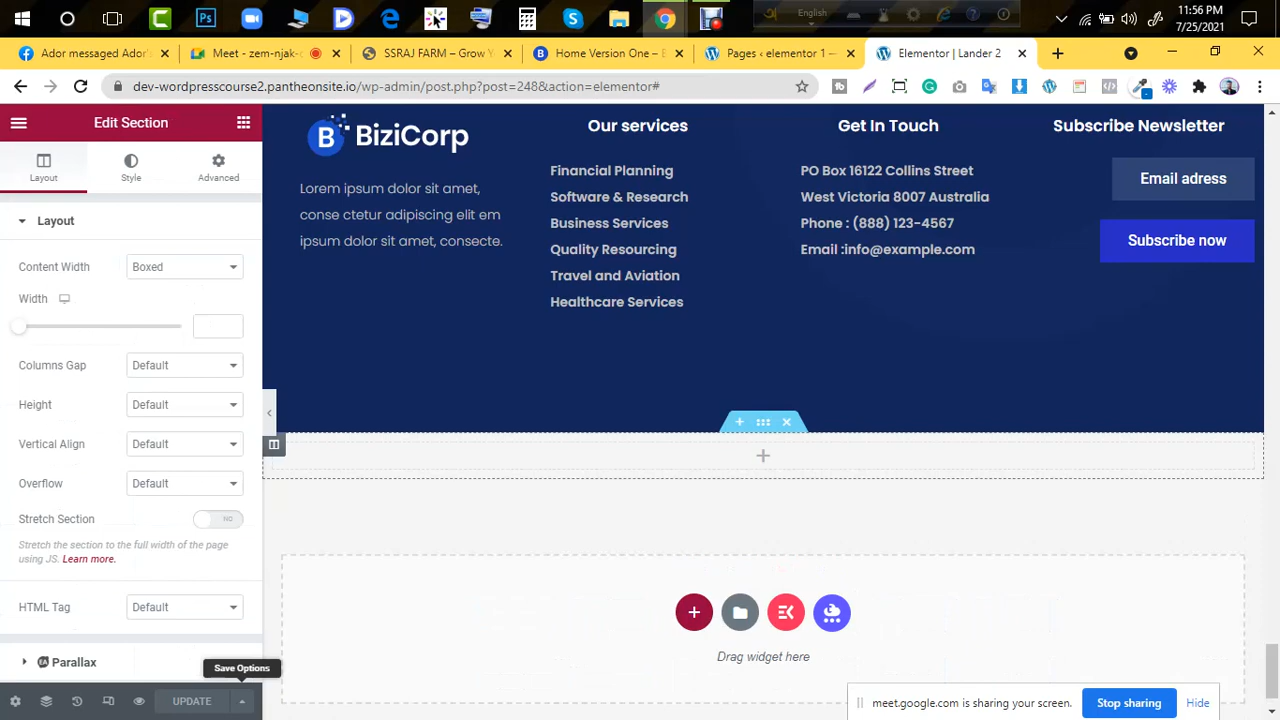 English
11:56 PM
7/25/2021
Ador messaged Ador's
Meet - zem-njak-
SSRAJ FARM – Grow Y
Home Version One – B
Pages ‹ elementor 1 —
Elementor | Lander 2
dev-wordprsscourse2.pantheonsite.io/wp-admin/post.php?post=248&action=elementor#
Edit Section
Layout
Style
Advanced
Layout
Content Width
Boxed
Width
Columns Gap
Default
Height
Default
Vertical Align
Default
Overflow
Default
Stretch Section
NO
Stretch the section to the full width of the page
using JS. Learn more.
HTML Tag
Default
Parallax
Save Options
UPDATE
B BiziCorp
Lorem ipsum dolor sit amet,
conse ctetur adipiscing elit em
ipsum dolor sit amet, consecte.
Our services
Financial Planning
Software & Research
Business Services
Quality Resourcing
Travel and Aviation
Healthcare Services
Get In Touch
PO Box 16122 Collins Street
West Victoria 8007 Australia
Phone : (888) 123-4567
Email :info@example.com
Subscribe Newsletter
Email adress
Subscribe now
Drag widget here
meet.google.com is sharing your screen.
Stop sharing
Hide